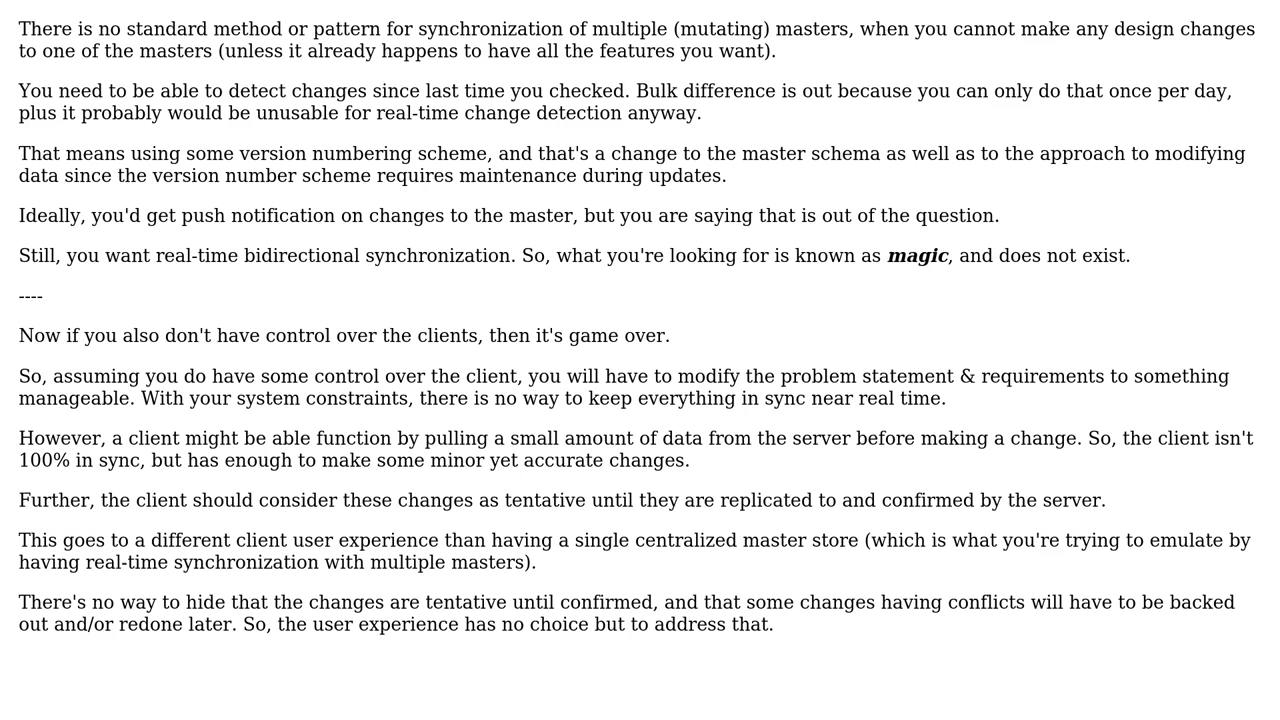 There is no standard method or pattern for synchronization of multiple (mutating) masters, when you cannot make any design changes
to one of the masters (unless it already happens to have all the features you want).
You need to be able to detect changes since last time you checked. Bulk difference is out because you can only do that once per day,
plus it probably would be unusable for real-time change detection anyway.
That means using some version numbering scheme, and that's a change to the master schema as well as to the approach to modifying
data since the version number scheme requires maintenance during updates.
Ideally, you'd get push notification on changes to the master, but you are saying that is out of the question.
Still, you want real-time bidirectional synchronization. So, what you're looking for is known as magic, and does not exist.
----
Now if you also don't have control over the clients, then it's game over.
So, assuming you do have some control over the client, you will have to modify the problem statement & requirements to something
manageable. With your system constraints, there is no way to keep everything in sync near real time.
However, a client might be able function by pulling a small amount of data from the server before making a change. So, the client isn't
100% in sync, but has enough to make some minor yet accurate changes.
Further, the client should consider these changes as tentative until they are replicated to and confirmed by the server.
This goes to a different client user experience than having a single centralized master store (which is what you're trying to emulate by
having real-time synchronization with multiple masters).
There's no way to hide that the changes are tentative until confirmed, and that some changes having conflicts will have to be backed
out and/or redone later. So, the user experience has no choice but to address that.